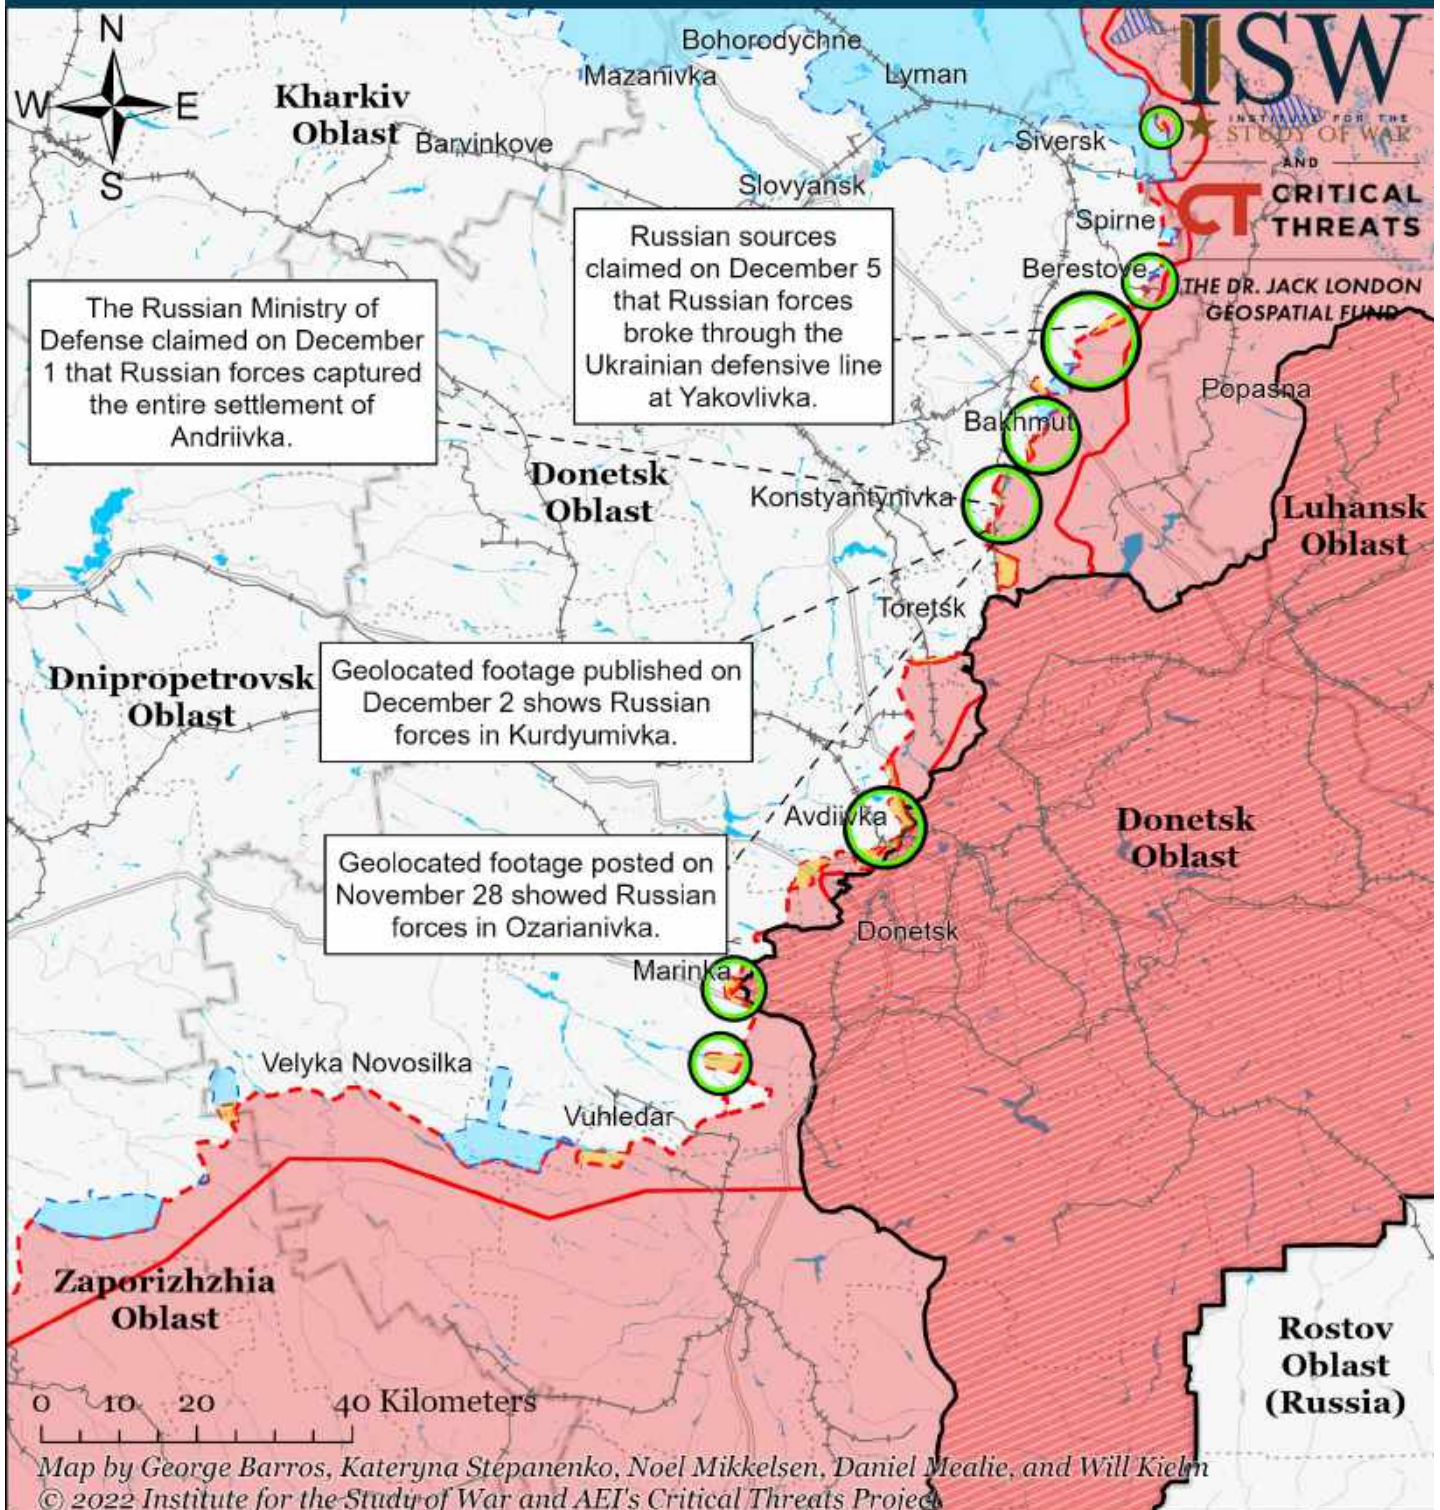 N
W
E
S
Kharkiv
Oblast
Barvinkove
Bohorodychne
Mazanivka
Lyman
Siversk
Slovyansk
ISW
INSTITUTE FOR THE
STUDY OF WAR
AND
CT CRITICAL
THREATS
THE DR. JACK LONDON
GEOSPATIAL FUND
Spirne
Berestove
Russian sources
claimed on December 5
that Russian forces
broke through the
Ukrainian defensive line
at Yakovlivka.
The Russian Ministry of
Defense claimed on December
1 that Russian forces captured
the entire settlement of
Andriivka.
Popasna
Bakhmut
Donetsk
Oblast
Konstyantynivka
Luhansk
Oblast
Toretsk
Dnipropetrovsk
Oblast
Geolocated footage published on
December 2 shows Russian
forces in Kurdyumivka.
Avdiivka
Donetsk
Oblast
Geolocated footage posted on
November 28 showed Russian
forces in Ozarianivka.
Donetsk
Marinka
Velyka Novosilka
Vuhledar
Zaporizhzhia
Oblast
Rostov
Oblast
(Russia)
0 10 20 40 Kilometers
Map by George Barros, Kateryna Stepanenko, Noel Mikkelsen, Daniel Mealie, and Will Kielm
© 2022 Institute for the Study of War and AEI's Critical Threats Project